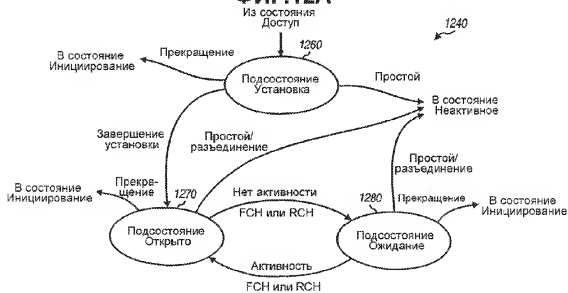 Из состояния
Доступ
1240
1260
Прекращение
В состояние
Инициирование
Подсостояние
Установка
Простой
В состояние
Неактивное
Завершение
установки
Простой/
разъединение
Простой/
разъединение
В состояние
Инициирование
Прекра-
щение
1270
Нет активности
FCH или RCH
1280
Прекращение
В состояние
Инициирование
Подсостояние
Открыто
Подсостояние
Ожидание
Активность
FCH или RCH